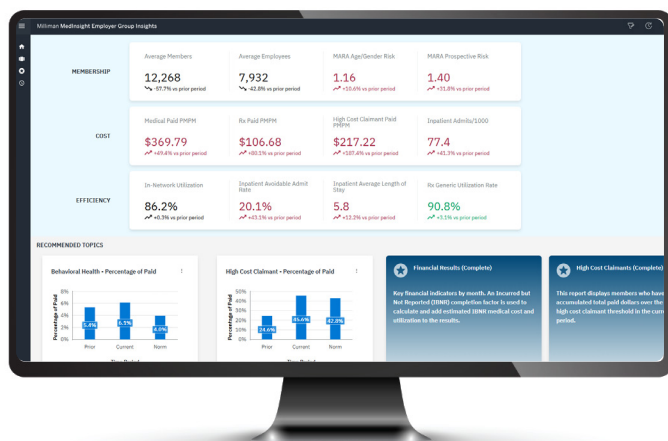 Milliman MedInsight Employer Group Insights
MEMBERSHIP
Average Members
12,268
-57.7% vs prior period
Average Employees
7,932
-42.8% vs prior period
MARA Age/Gender Risk
1.16
+10.6% vs prior period
MARA Prospective Risk
1.40
+31.8% vs prior period
COST
Medical Paid PMPM
$369.79
+49.4% vs prior period
Rx Paid PMPM
$106.68
+80.1% vs prior period
High Cost Claimant Paid
PMPM
$217.22
+187.4% vs prior period
Inpatient Admits/1000
77.4
+41.3% vs prior period
EFFICIENCY
In-Network Utilization
86.2%
+0.3% vs prior period
Inpatient Avoidable Admit
Rate
20.1%
+43.1% vs prior period
Inpatient Average Length of
Stay
5.8
+12.2% vs prior period
Rx Generic Utilization Rate
90.8%
+3.1% vs prior period
RECOMMENDED TOPICS
Behavioral Health - Percentage of Paid
Percentage of Paid
8%
6%
4%
2%
0%
5.4%
6.5%
4.0%
Prior
Current
Norm
Time Period
High Cost Claimant - Percentage of Paid
Percentage of Paid
50%
40%
30%
20%
10%
0%
24.6%
45.6%
42.8%
Prior
Current
Norm
Time Period
Financial Results (Complete)
Key financial indicators by month. An Incurred but
Not Reported (IBNR) completion factor is used to
calculate and add estimated IBNR medical cost and
utilization to the results.
High Cost Claimants (Complete)
This report displays members who have
accumulated total paid dollars over the
high cost claimant threshold in the curr
period.